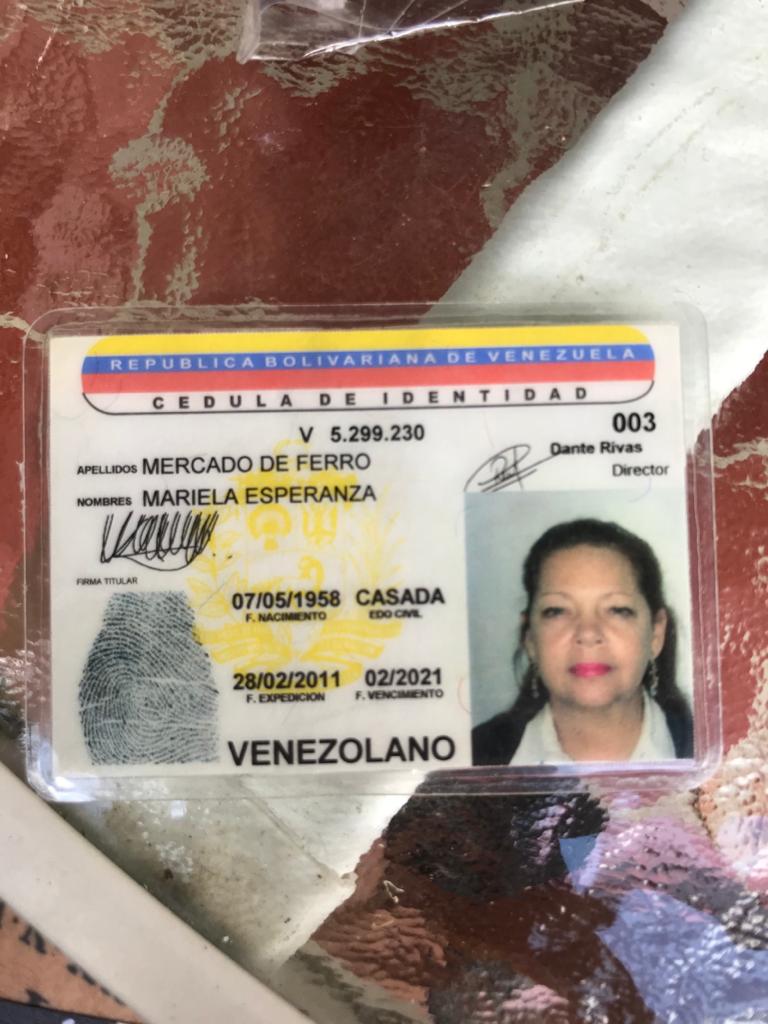 REPUBLICA BOLIVARIANA DE VENEZUELA
CEDULA DE IDENTIDAD
V 5.299.230
003
Dante Rivas
Director
APELLIDOS MERCADO DE FERRO
NOMBRES MARIELA ESPERANZA
FIRMA TITULAR
07/05/1958 CASADA
F. NACIMIENTO EDO CIVIL
28/02/2011 02/2021
F. EXPEDICION F. VENCIMIENTO
VENEZOLANO